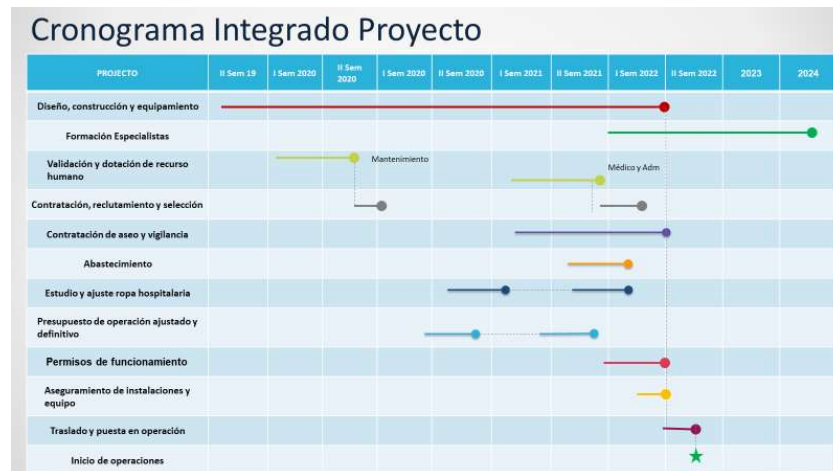 Cronograma Integrado Proyecto
PROJECTO
II Sem 19
I Sem 2020
II Sem
2020
I Sem 2020
II Sem 2020
I Sem 2021
II Sem 2021
I Sem 2022
II Sem 2022
2023
2024
Diseño, construcción y equipamiento
Formación Especialistas
Validación y dotación de recurso
humano
Mantenimiento
Médico y Adm
Contratación, reclutamiento y selección
Contratación de aseo y vigilancia
Abastecimiento
Estudio y ajuste ropa hospitalaria
Presupuesto de operación ajustado y
definitivo
Permisos de funcionamiento
Aseguramiento de instalaciones y
equipo
Traslado y puesta en operación
Inicio de operaciones